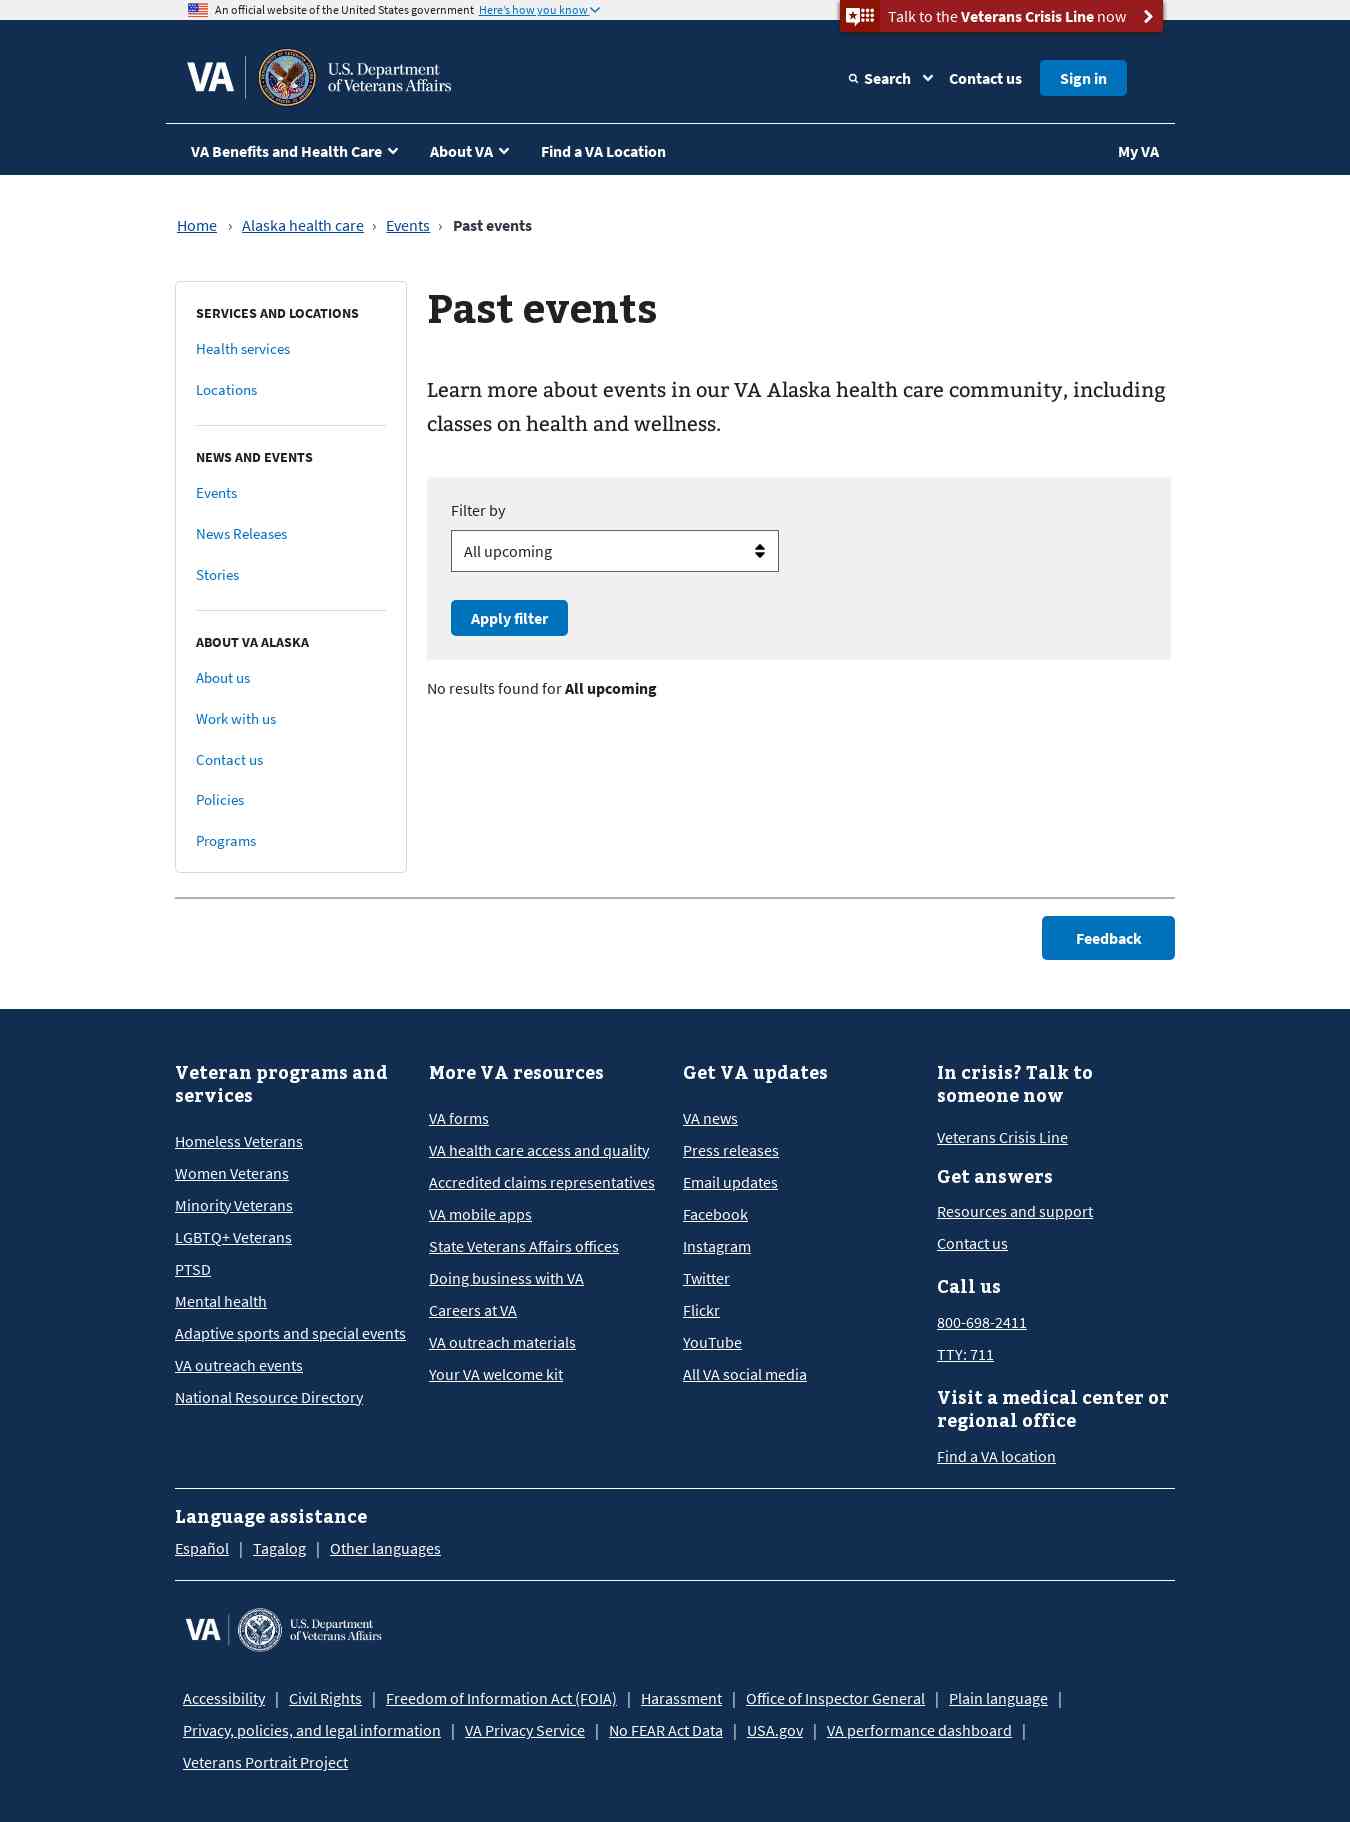 An official website of the United States government Here's how you know
Talk to the Veterans Crisis Line now
VA
U.S. Department
of Veterans Affairs
Search
Contact us
Sign in
VA Benefits and Health Care
About VA
Find a VA Location
My VA
Home › Alaska health care › Events › Past events
SERVICES AND LOCATIONS
Health services
Locations
NEWS AND EVENTS
Events
News Releases
Stories
ABOUT VA ALASKA
About us
Work with us
Contact us
Policies
Programs
Past events
Learn more about events in our VA Alaska health care community, including
classes on health and wellness.
Filter by
All upcoming
Apply filter
No results found for All upcoming
Feedback
Veteran programs and
services
Homeless Veterans
Women Veterans
Minority Veterans
LGBTQ+ Veterans
PTSD
Mental health
Adaptive sports and special events
VA outreach events
National Resource Directory
More VA resources
VA forms
VA health care access and quality
Accredited claims representatives
VA mobile apps
State Veterans Affairs offices
Doing business with VA
Careers at VA
VA outreach materials
Your VA welcome kit
Get VA updates
VA news
Press releases
Email updates
Facebook
Instagram
Twitter
Flickr
YouTube
All VA social media
In crisis? Talk to
someone now
Veterans Crisis Line
Get answers
Resources and support
Contact us
Call us
800-698-2411
TTY: 711
Visit a medical center or
regional office
Find a VA location
Language assistance
Español | Tagalog | Other languages
VA
U.S. Department
of Veterans Affairs
Accessibility | Civil Rights | Freedom of Information Act (FOIA) | Harassment | Office of Inspector General | Plain language |
Privacy, policies, and legal information | VA Privacy Service | No FEAR Act Data | USA.gov | VA performance dashboard |
Veterans Portrait Project